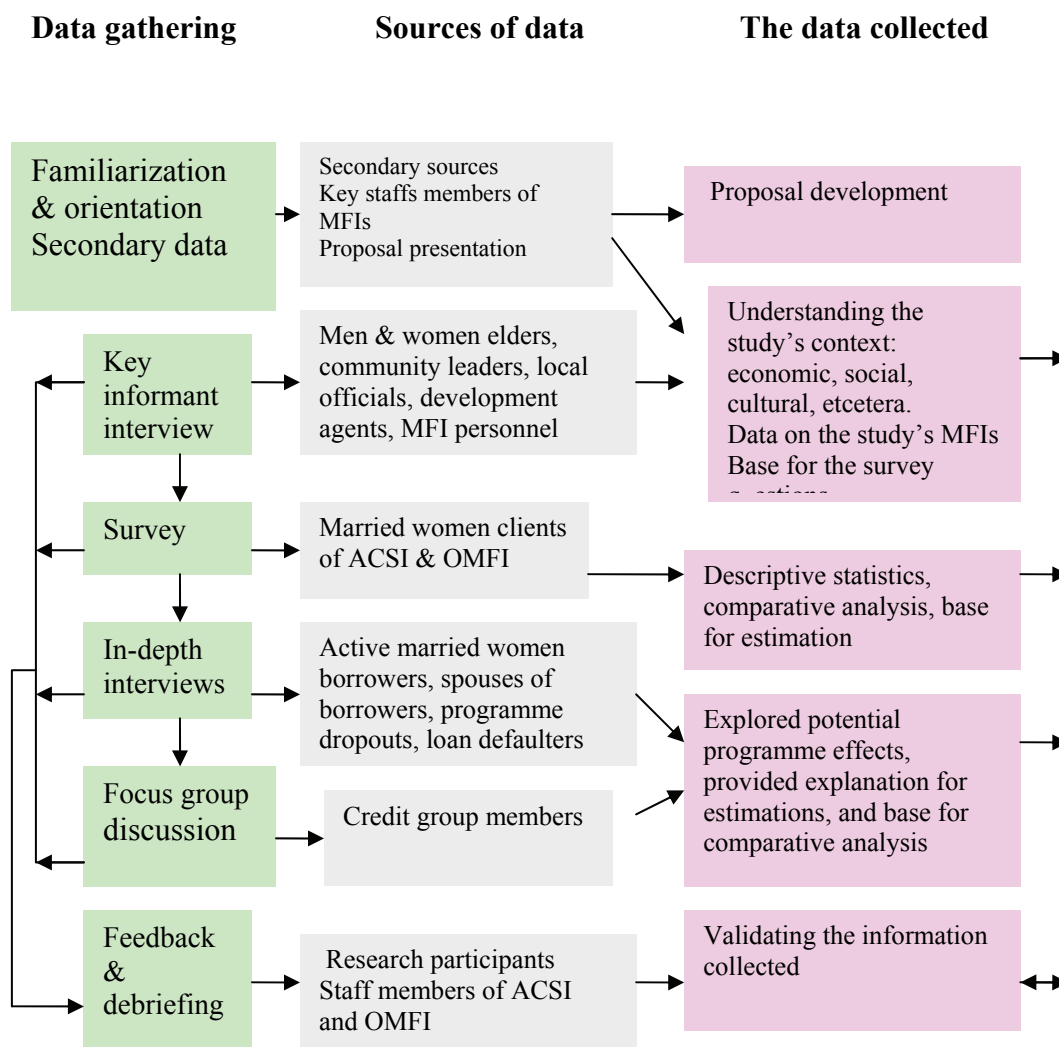 Data gathering
Sources of data
The data collected
Familiarization
& orientation
Secondary data
Secondary sources
Key staffs members of
MFIs
Proposal presentation
Proposal development
Key
informant
interview
Men & women elders,
community leaders, local
officials, development
agents, MFI personnel
Understanding the
study’s context:
economic, social,
cultural, etcetera.
Data on the study’s MFIs
Base for the survey
Survey
Married women clients
of ACSI & OMFI
Descriptive statistics,
comparative analysis, base
for estimation
In-depth
interviews
Active married women
borrowers, spouses of
borrowers, programme
dropouts, loan defaulters
Explored potential
programme effects,
provided explanation for
estimations, and base for
comparative analysis
Focus group
discussion
Credit group members
Feedback
&
debriefing
Research participants
Staff members of ACSI
and OMFI
Validating the information
collected